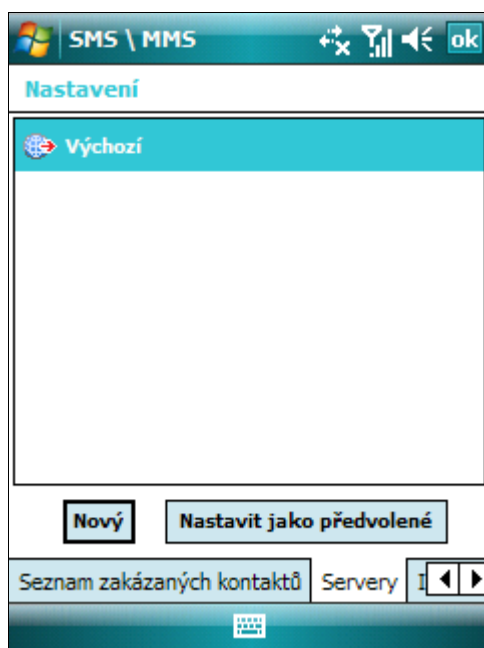 SMS \ MMS ok
Nastavení
Výchozí
Nový Nastavit jako předvolené
Seznam zakázaných kontaktů Servery